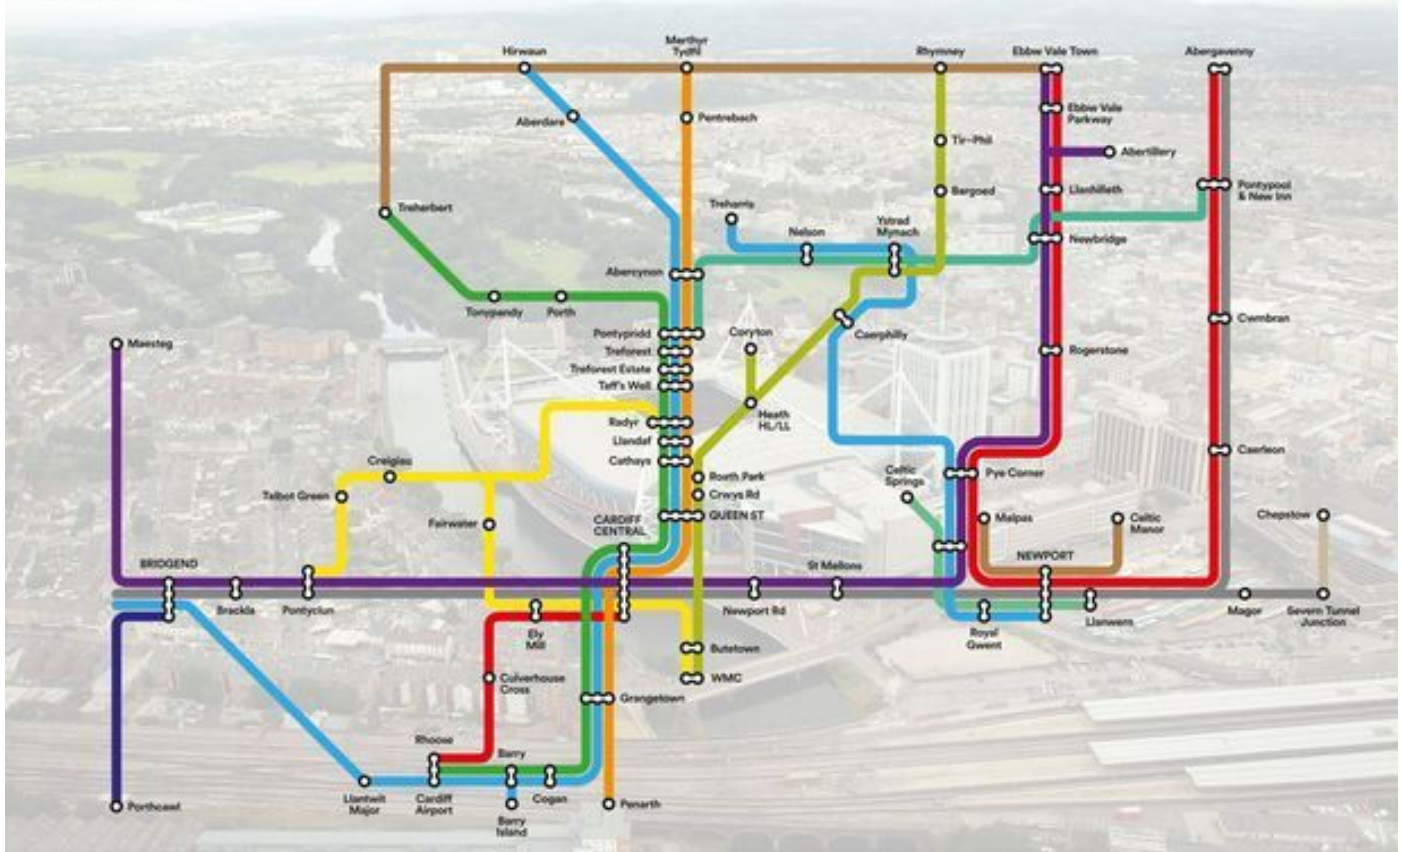 Hirwaun
Merthyr
Tydfil
Rhymney
Ebbw Vale Town
Abergavenny
Aberdare
Pentrebach
Ebbw Vale
Parkway
Tir-Phil
Abertillery
Bargoed
Llanhilleth
Pontypool
& New Inn
Treherbert
Treharris
Nelson
Ystrad
Mynach
Newbridge
Abercynon
Tonypandy
Porth
Cwmbran
Maesteg
Pontypridd
Coryton
Caerphilly
Treforest
Rogerstone
Treforest Estate
Taff's Well
Heath
HL/LL
Radyr
Llandaf
Cathays
Caerleon
Creigiau
Roath Park
Celtic
Springs
Pye Corner
Talbot Green
Crwys Rd
QUEEN ST
Fairwater
CARDIFF
CENTRAL
Malpas
Celtic
Manor
Chepstow
BRIDGEND
NEWPORT
St Mellons
Brackla
Pontyclun
Newport Rd
Ely
Mill
Royal
Gwent
Llanwern
Magor
Severn Tunnel
Junction
Butetown
WMC
Culverhouse
Cross
Grangetown
Rhoose
Barry
Porthcawl
Llantwit
Major
Cardiff
Airport
Cogan
Penarth
Barry
Island